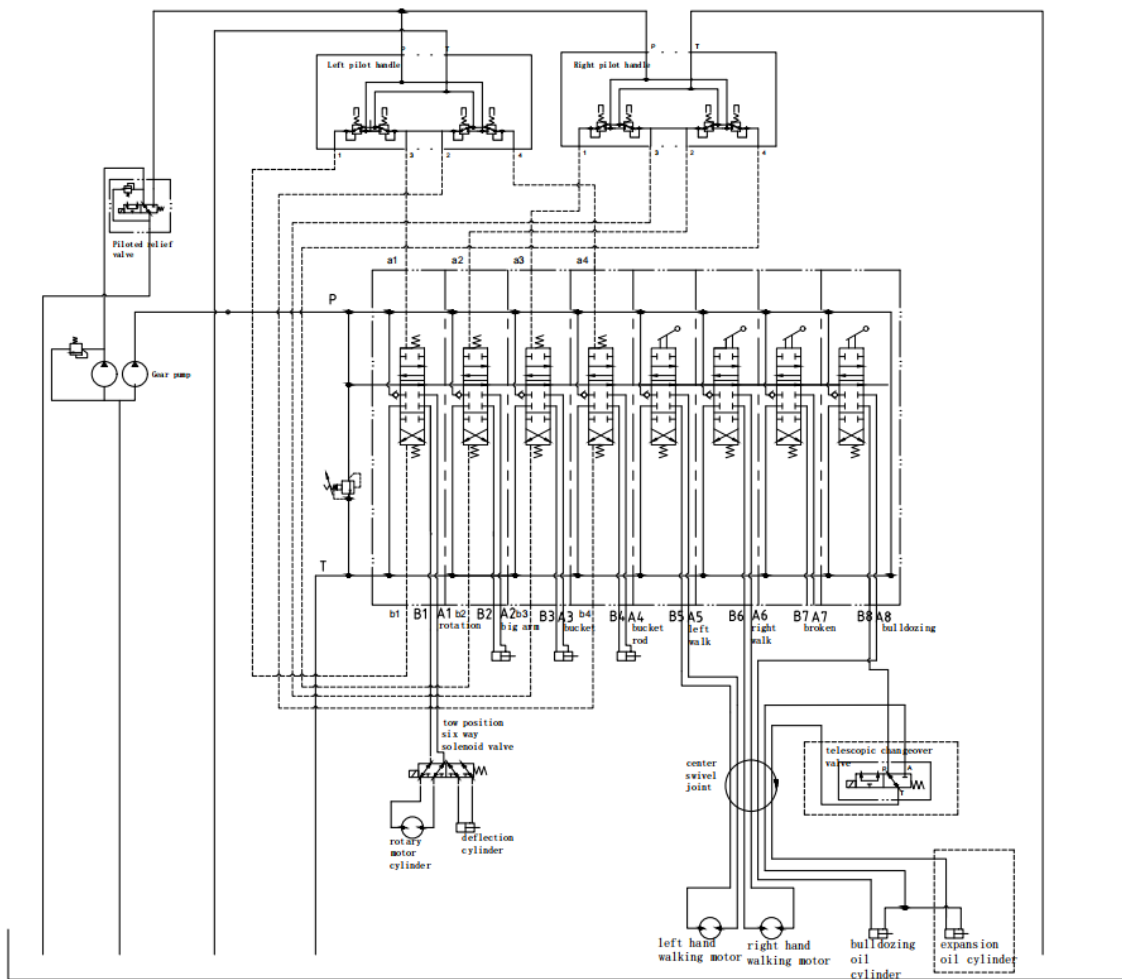 P T
P T
Left pilot handle
Right pilot handle
1 3 2 4
1 3 2 4
Piloted relief
valve
a1 a2 a3 a4
P
Gear pump
T
b1 B1 A1 b2 B2 A2 b3 B3 A3 b4 B4 A4 B5 A5 B6 A6 B7 A7 B8 A8
rotation
big arm
bucket
bucket
rod
left
walk
right
walk
broken
bulldozing
tow position
six way
solenoid valve
telescopic changeover
valve
P A
T
center
swivel
joint
rotary
motor
cylinder
deflection
cylinder
left hand
walking motor
right hand
walking motor
bulldozing
oil
cylinder
expansion
oil cylinder